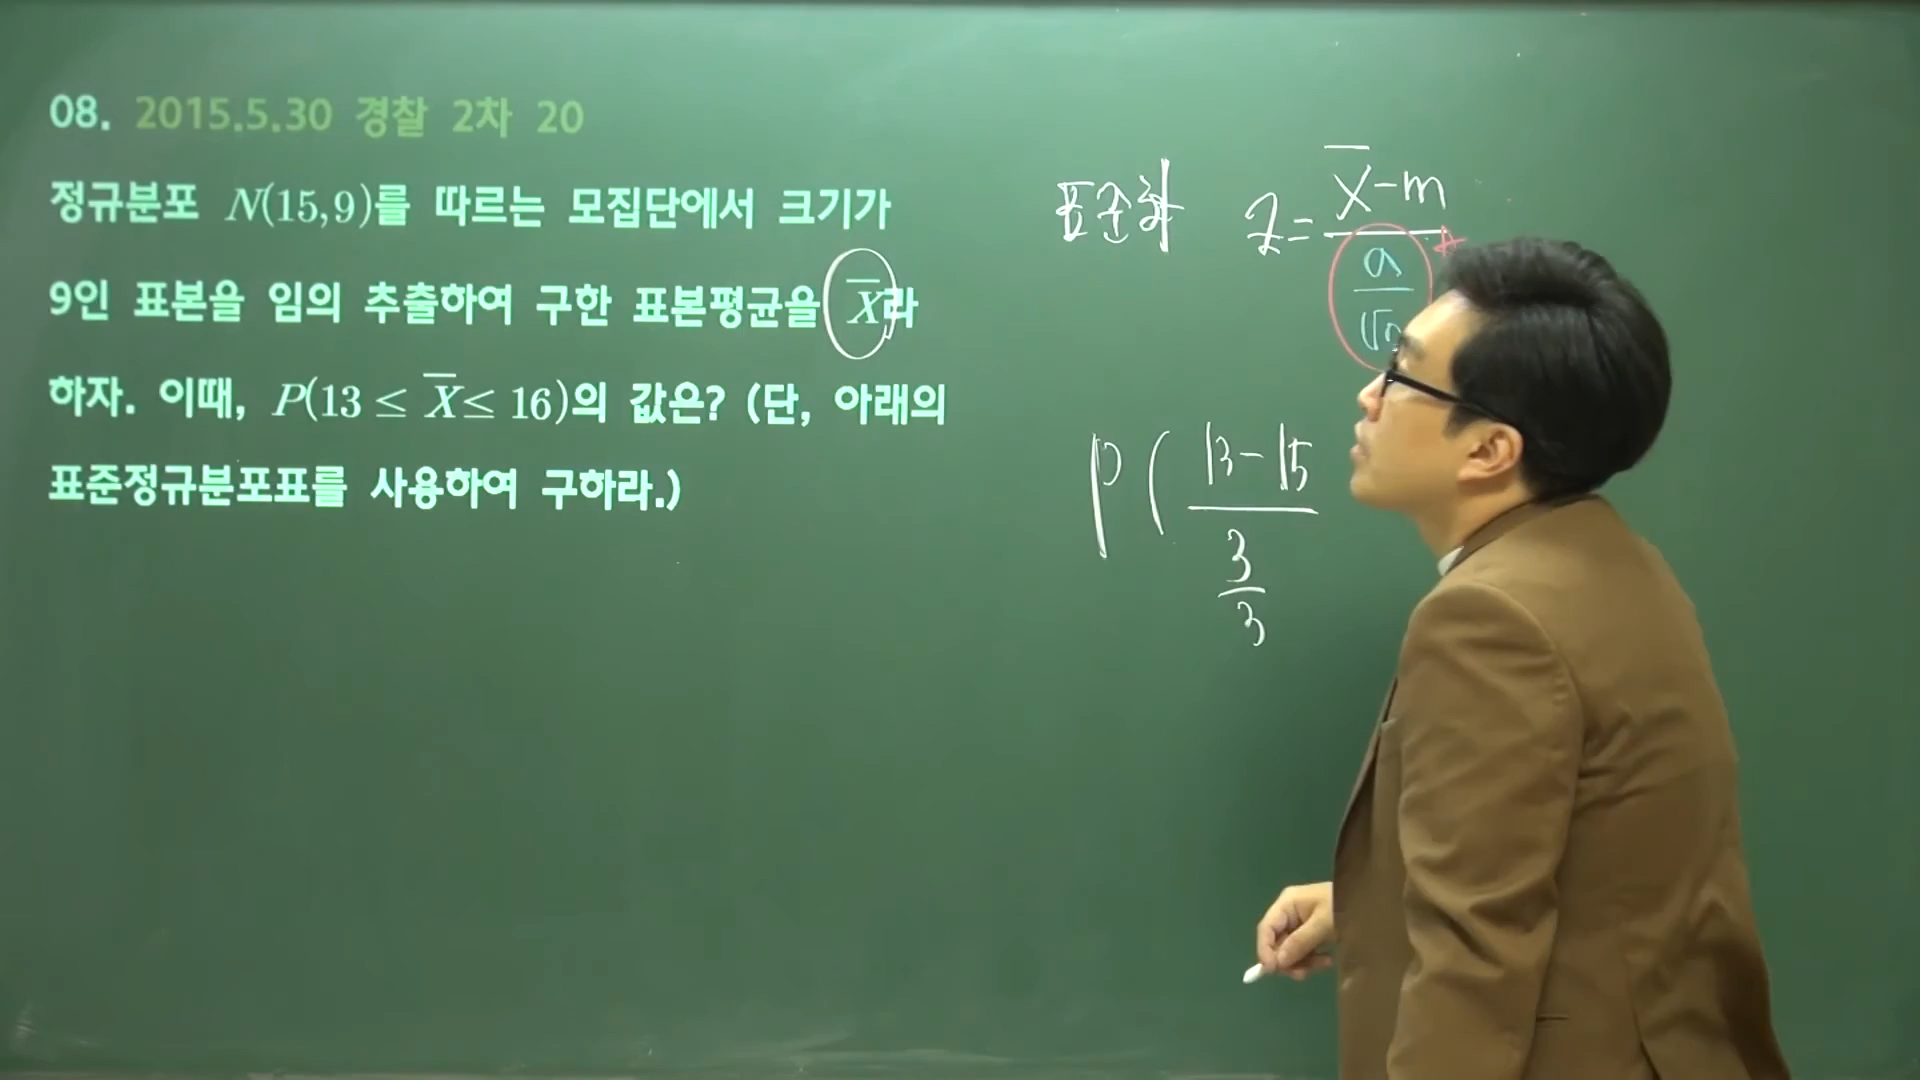 08. 2015.5.30 경찰 2차 20
정규분포 N(15,9)를 따르는 모집단에서 크기가
9인 표본을 임의 추출하여 구한 표본평균을 X̅라
하자. 이때, P(13 ≤ X̅ ≤ 16)의 값은? (단, 아래의
표준정규분포표를 사용하여 구하라.)
표준화 Z = X̅-m
σ
P( 13-15
3
3